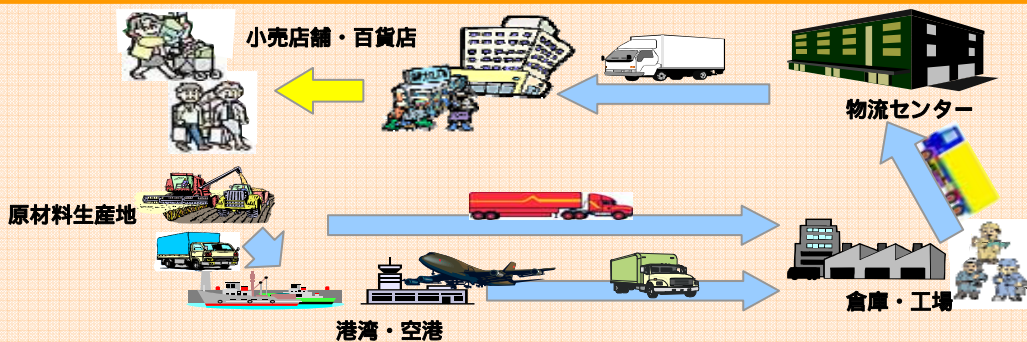 小売店舗・百貨店
物流センター
原材料生産地
倉庫・工場
港湾・空港